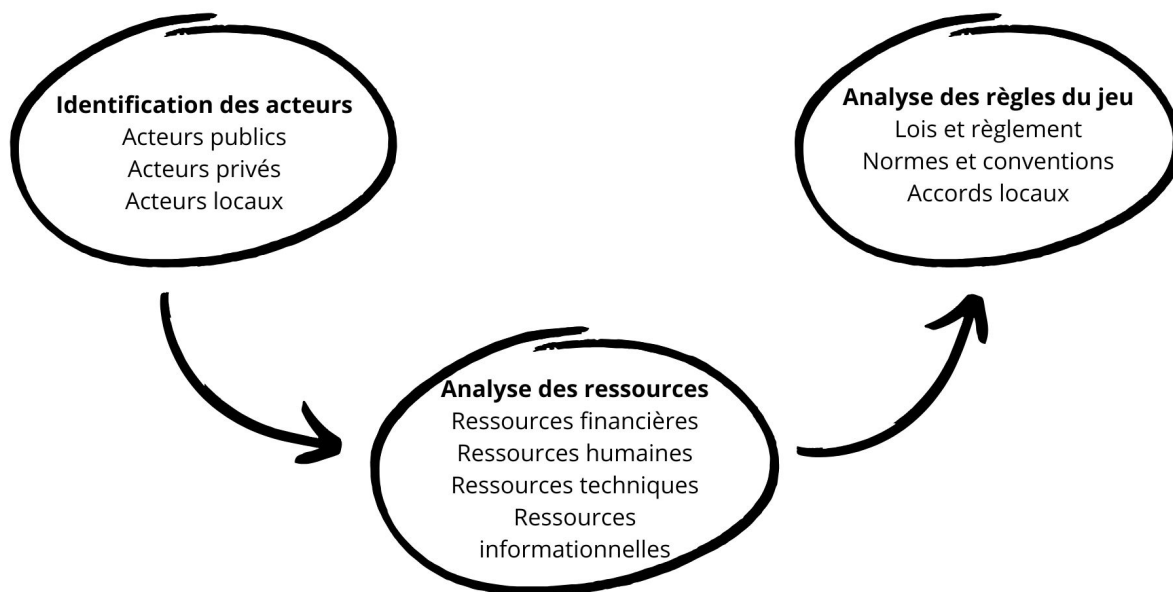 Identification des acteurs
Acteurs publics
Acteurs privés
Acteurs locaux
Analyse des ressources
Ressources financières
Ressources humaines
Ressources techniques
Ressources
informationnelles
Analyse des règles du jeu
Lois et règlement
Normes et conventions
Accords locaux